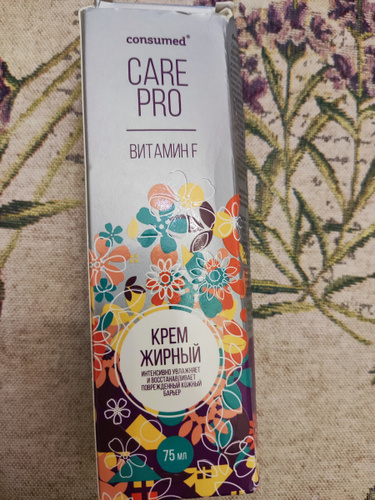 consumed®
CARE
PRO
ВИТАМИН F
КРЕМ
ЖИРНЫЙ
ИНТЕНСИВНО УВЛАЖНЯЕТ
И ВОССТАНАВЛИВАЕТ
ПОВРЕЖДЕННЫЙ КОЖНЫЙ
БАРЬЕР
75 МЛ